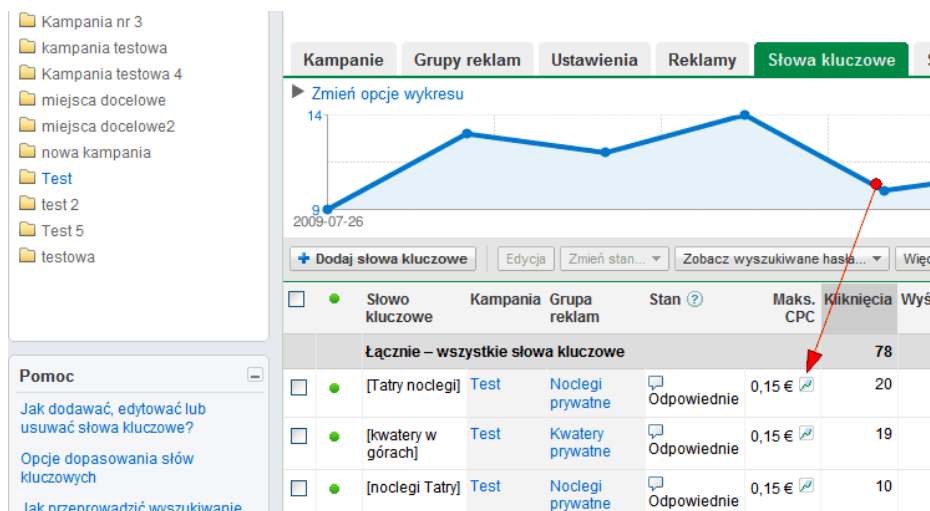 Kampania nr 3
kampania testowa
Kampania testowa 4
miejsca docelowe
miejsca docelowe2
nowa kampania
Test
test 2
Test 5
testowa
Pomoc
Jak dodawać, edytować lub
usuwać słowa kluczowe?
Opcje dopasowania słów
kluczowych
Jak przeprowadzić wyszukiwanie
Kampanie Grupy reklam Ustawienia Reklamy Słowa kluczowe
Zmień opcje wykresu
14
9
2009-07-26
Dodaj słowa kluczowe Edycja Zmień stan... Zobacz wyszukiwane hasła... Więc
Słowo kluczowe Kampania Grupa reklam Stan Maks. CPC Kliknięcia Wyś
Łącznie – wszystkie słowa kluczowe 78
[Tatry noclegi] Test Noclegi prywatne Odpowiednie 0,15 € 20
[kwatery w górach] Test Kwatery prywatne Odpowiednie 0,15 € 19
[noclegi Tatry] Test Noclegi prywatne Odpowiednie 0,15 € 10